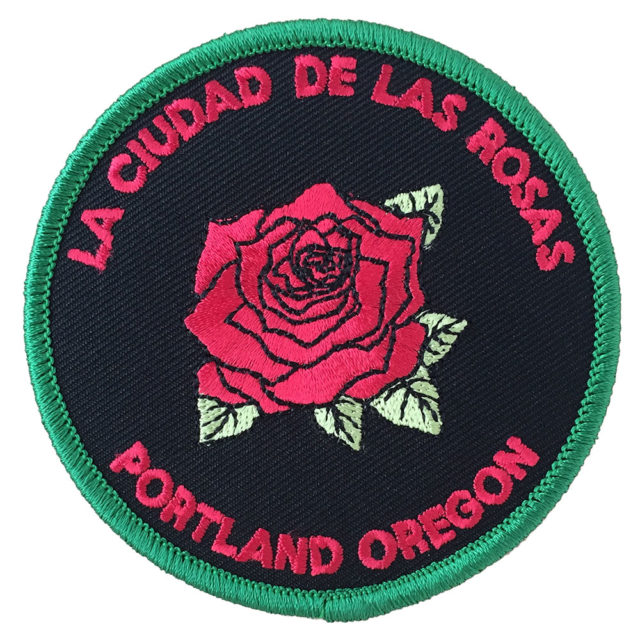 LA CIUDAD DE LAS ROSAS
PORTLAND OREGON